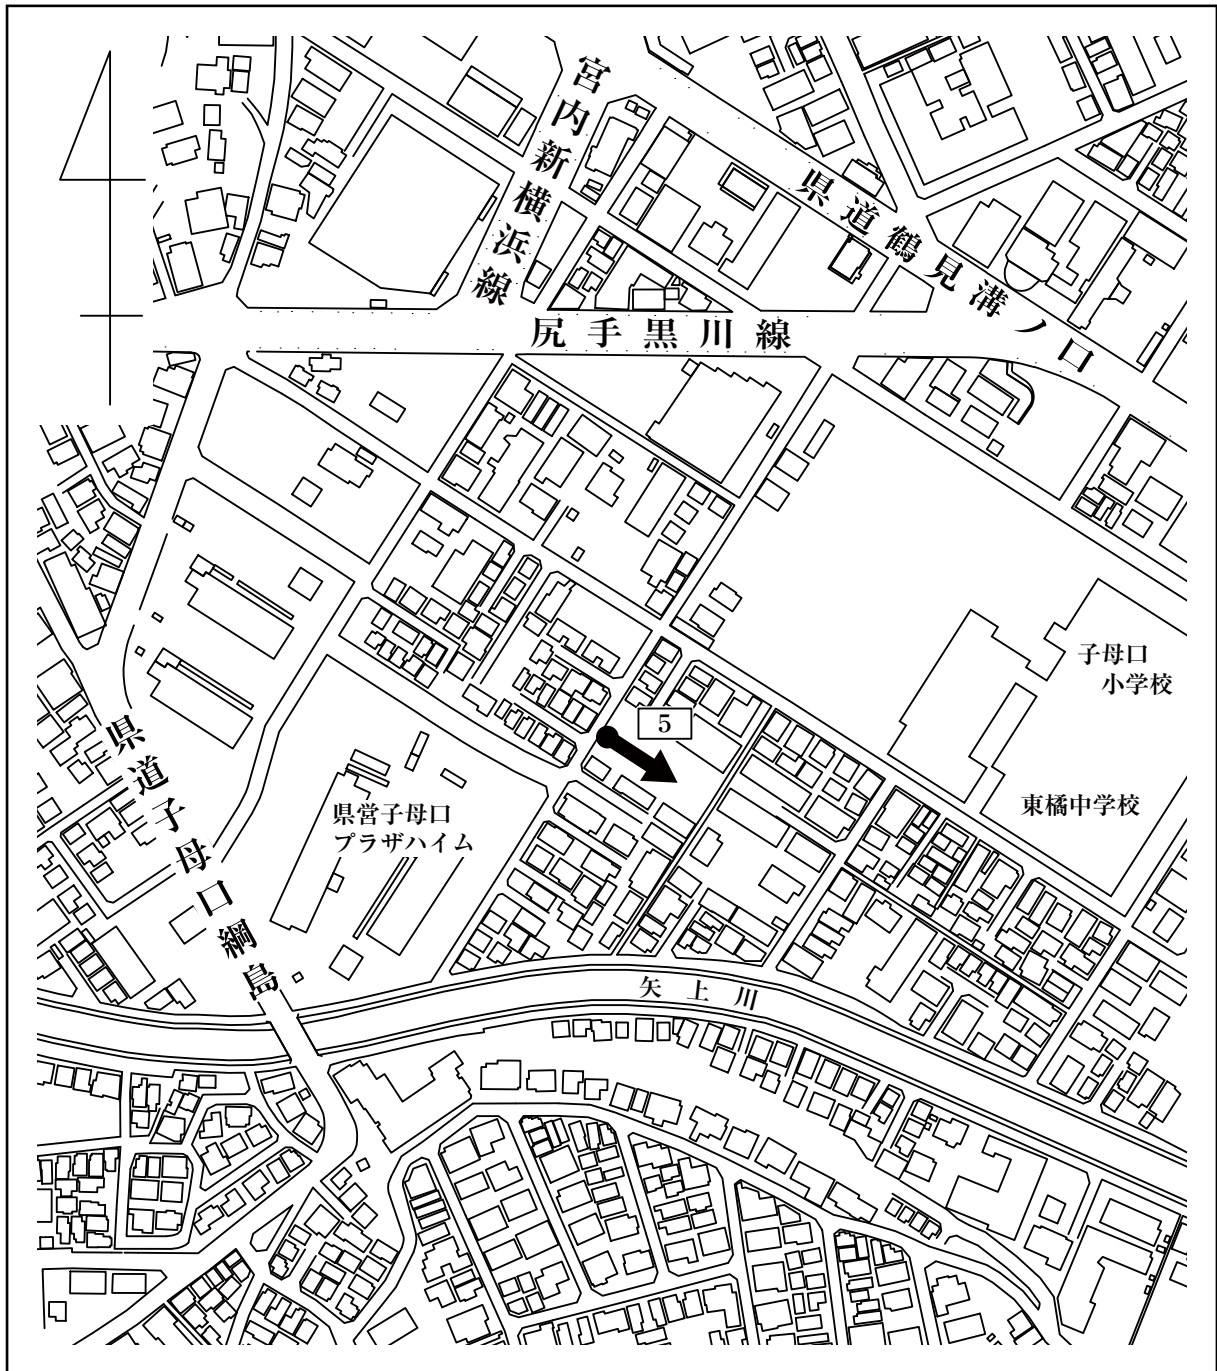 宮内新横浜線
県道鶴見溝ノ口
尻手黒川線
子母口
小学校
5
県道子母口綱島
県営子母口
プラザハイム
東橘中学校
矢上川